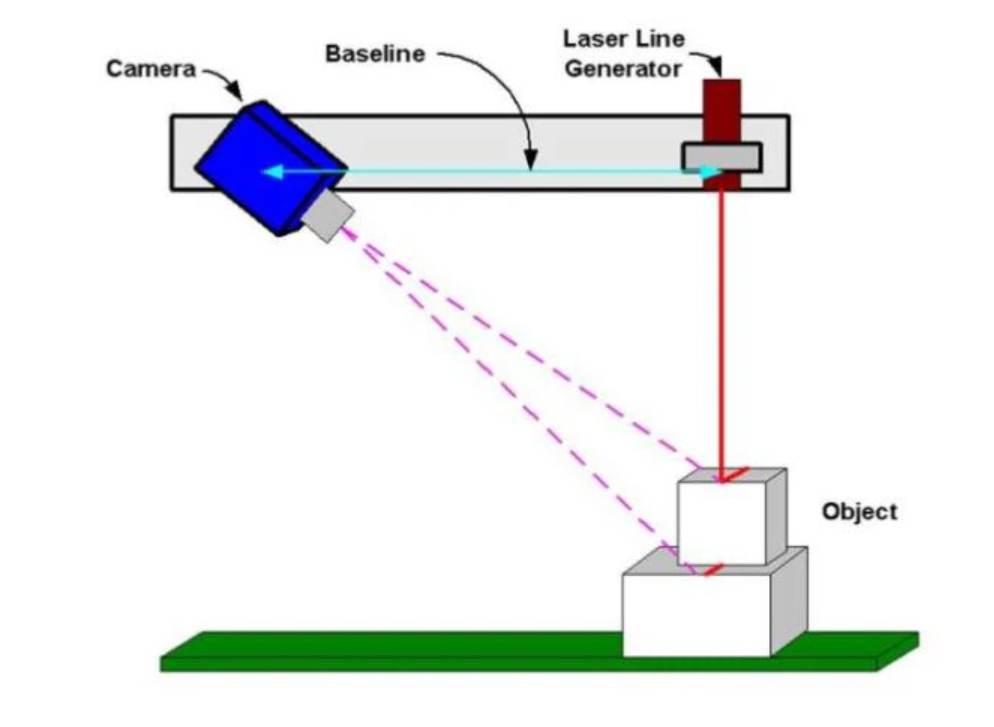 Camera
Baseline
Laser Line
Generator
Object